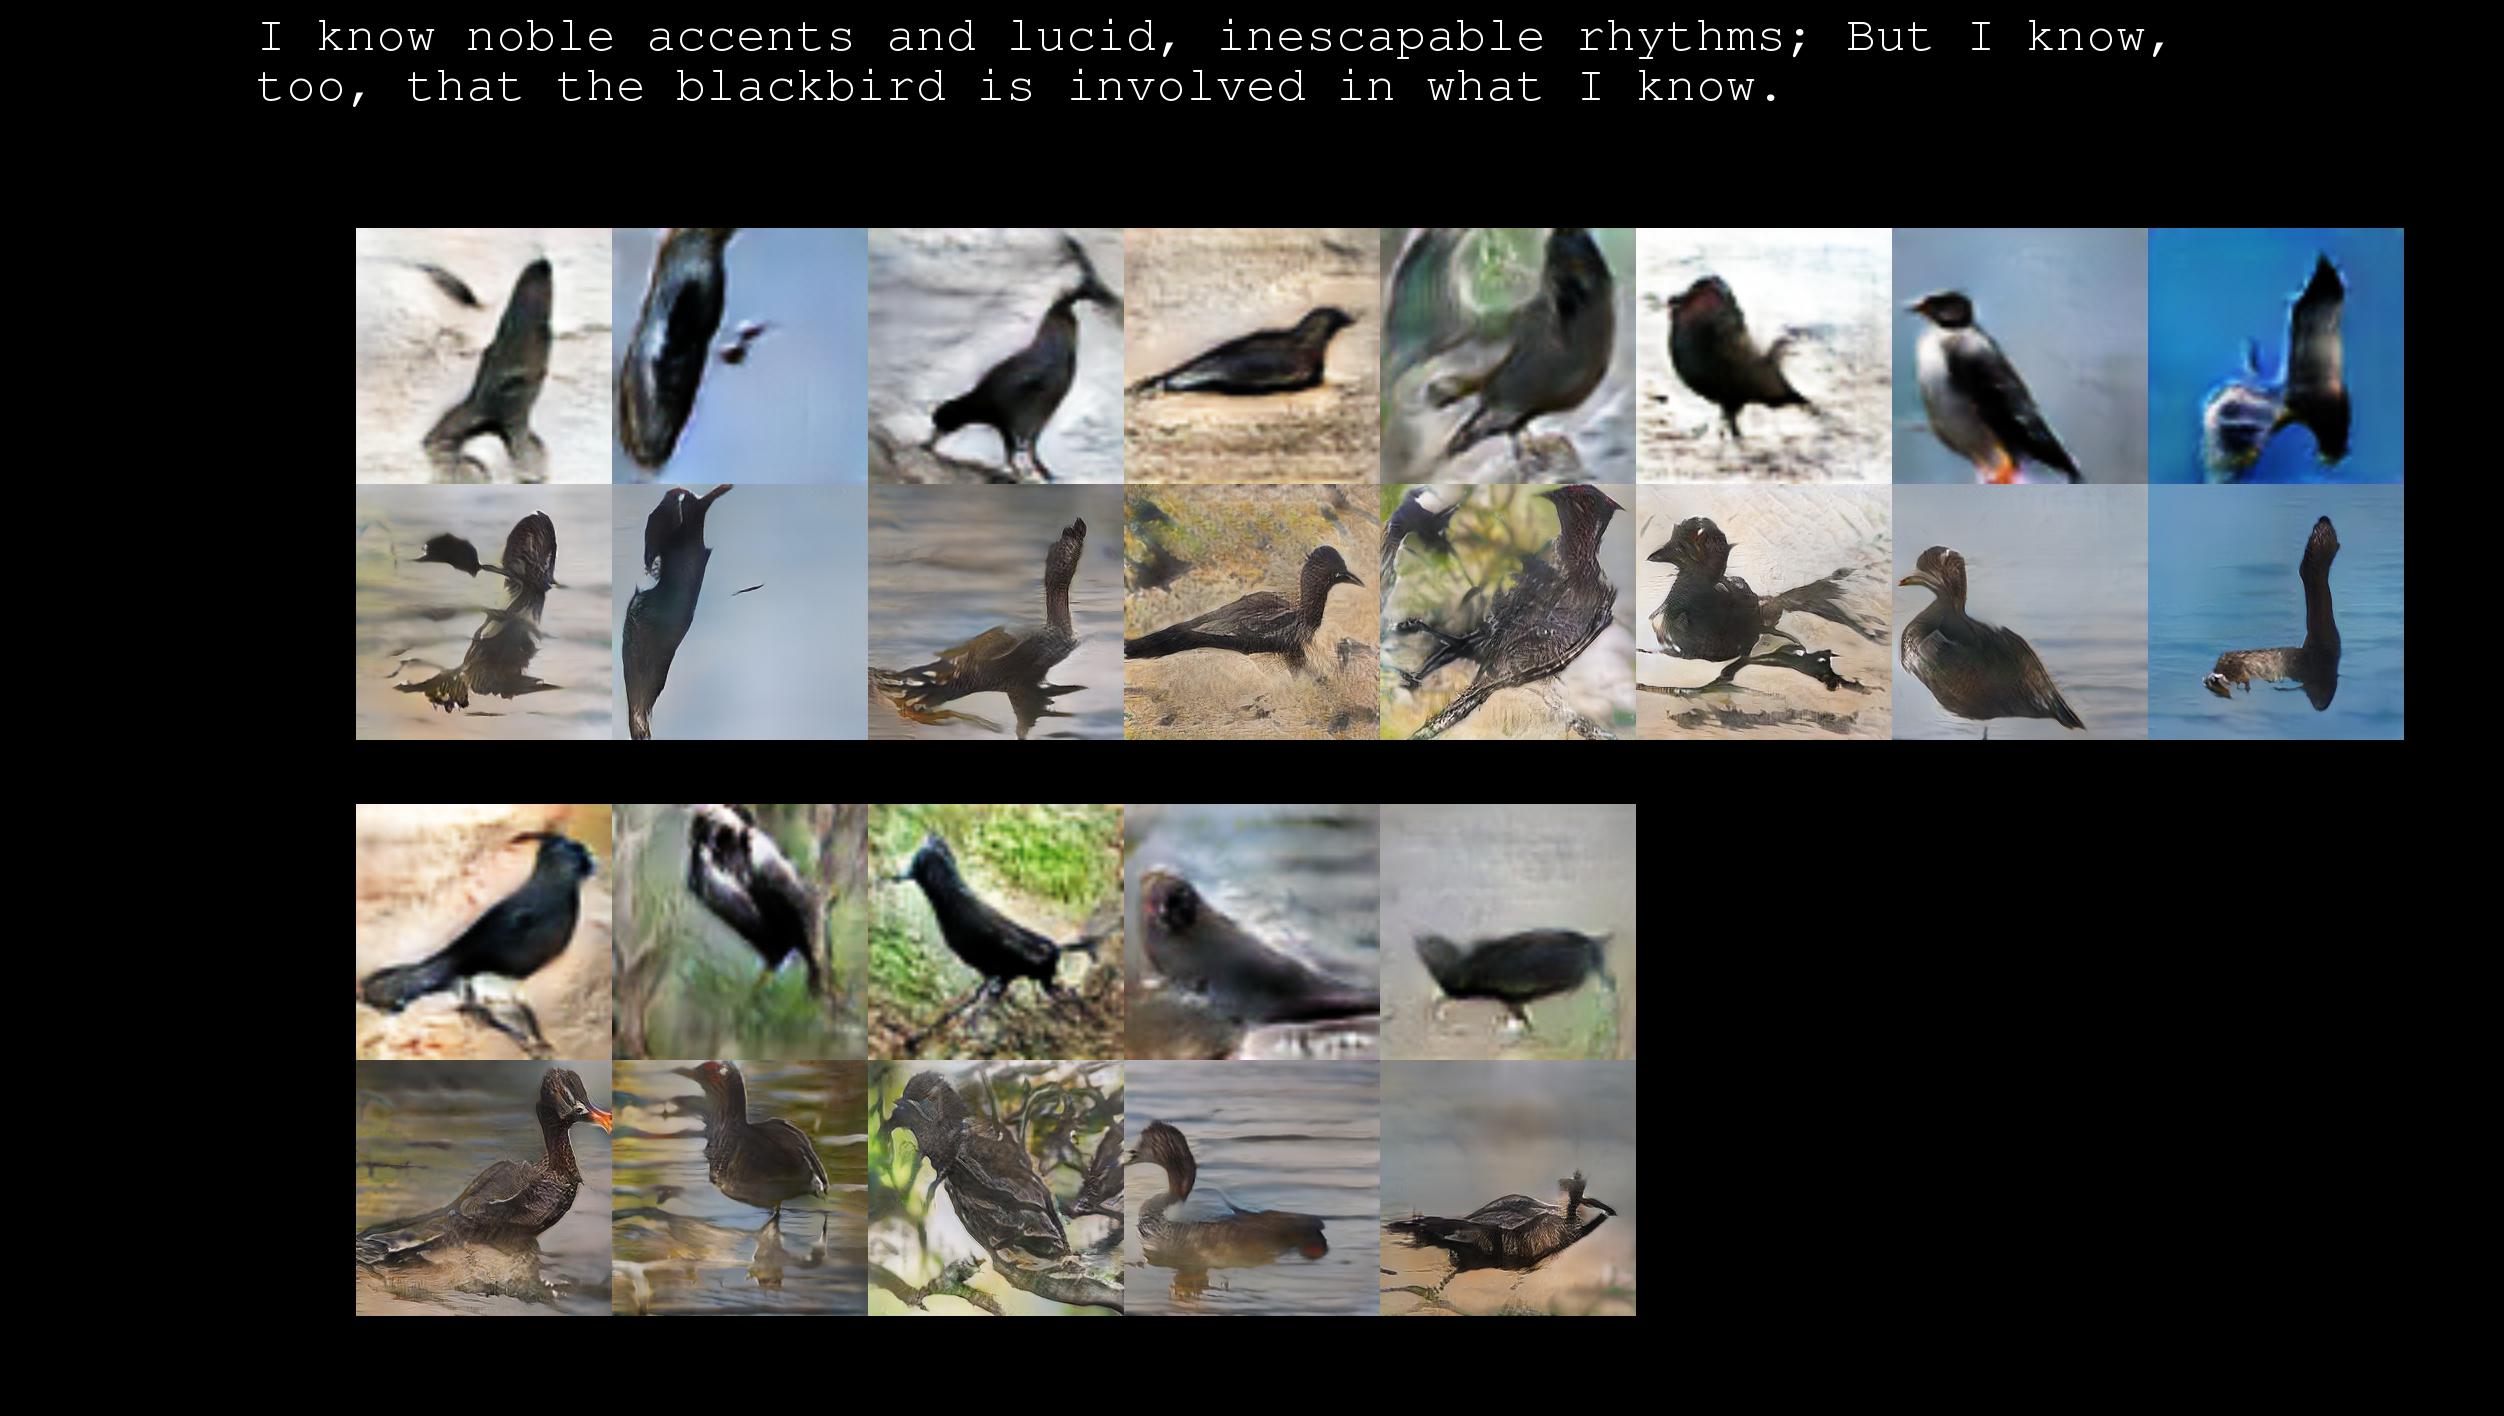 I know noble accents and lucid, inescapable rhythms; But I know,
too, that the blackbird is involved in what I know.